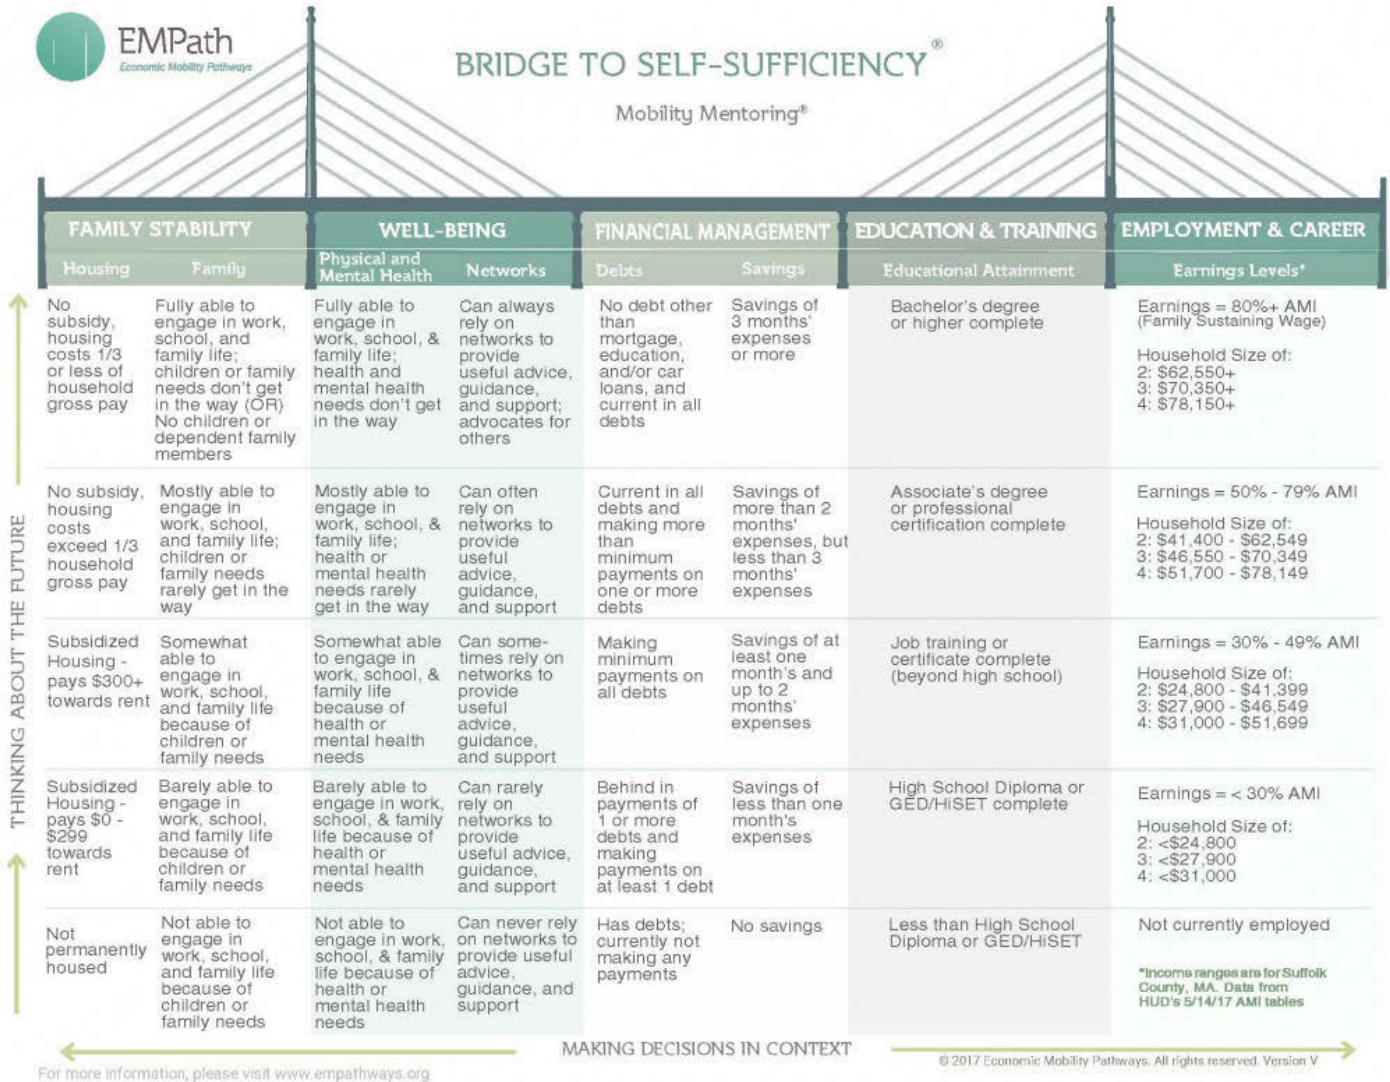 EMPath
Economic Mobility Pathways
BRIDGE TO SELF-SUFFICIENCY®
Mobility Mentoring®
FAMILY STABILITY
WELL-BEING
FINANCIAL MANAGEMENT
EDUCATION & TRAINING
EMPLOYMENT & CAREER
Housing
Family
Physical and
Mental Health
Networks
Debts
Savings
Educational Attainment
Earnings Levels*
No
subsidy,
housing
costs 1/3
or less of
household
gross pay
Fully able to
engage in work,
school, and
family life;
children or family
needs don't get
in the way (OR)
No children or
dependent family
members
Fully able to
engage in
work, school, &
family life;
health and
mental health
needs don't get
in the way
Can always
rely on
networks to
provide
useful advice,
guidance,
and support;
advocates for
others
No debt other
than
mortgage,
education,
and/or car
loans, and
current in all
debts
Savings of
3 months'
expenses
or more
Bachelor's degree
or higher complete
Earnings = 80%+ AMI
(Family Sustaining Wage)
Household Size of:
2: $62,550+
3: $70,350+
4: $78,150+
No subsidy,
housing
costs
exceed 1/3
household
gross pay
Mostly able to
engage in
work, school,
and family life;
children or
family needs
rarely get in the
way
Mostly able to
engage in
work, school, &
family life;
health or
mental health
needs rarely
get in the way
Can often
rely on
networks to
provide
useful
advice,
guidance,
and support
Current in all
debts and
making more
than
minimum
payments on
one or more
debts
Savings of
more than 2
months'
expenses, but
less than 3
months'
expenses
Associate's degree
or professional
certification complete
Earnings = 50% - 79% AMI
Household Size of:
2: $41,400 - $62,549
3: $46,550 - $70,349
4: $51,700 - $78,149
Subsidized
Housing -
pays $300+
towards rent
Somewhat
able to
engage in
work, school,
and family life
because of
children or
family needs
Somewhat able
to engage in
work, school, &
family life
because of
health or
mental health
needs
Can some-
times rely on
networks to
provide
useful
advice,
guidance,
and support
Making
minimum
payments on
all debts
Savings of at
least one
month's and
up to 2
months'
expenses
Job training or
certificate complete
(beyond high school)
Earnings = 30% - 49% AMI
Household Size of:
2: $24,800 - $41,399
3: $27,900 - $46,549
4: $31,000 - $51,699
Subsidized
Housing -
pays $0 -
$299
towards
rent
Barely able to
engage in
work, school,
and family life
because of
children or
family needs
Barely able to
engage in work,
school, & family
life because of
health or
mental health
needs
Can rarely
rely on
networks to
provide
useful advice,
guidance,
and support
Behind in
payments of
1 or more
debts and
making
payments on
at least 1 debt
Savings of
less than one
month's
expenses
High School Diploma or
GED/HiSET complete
Earnings = < 30% AMI
Household Size of:
2: <$24,800
3: <$27,900
4: <$31,000
Not
permanently
housed
Not able to
engage in
work, school,
and family life
because of
children or
family needs
Not able to
engage in work,
school, & family
life because of
health or
mental health
needs
Can never rely
on networks to
provide useful
advice,
guidance, and
support
Has debts;
currently not
making any
payments
No savings
Less than High School
Diploma or GED/HiSET
Not currently employed
*Income ranges are for Suffolk
County, MA. Data from
HUD's 5/14/17 AMI tables
THINKING ABOUT THE FUTURE
MAKING DECISIONS IN CONTEXT
© 2017 Economic Mobility Pathways. All rights reserved. Version V
For more information, please visit www.empathways.org